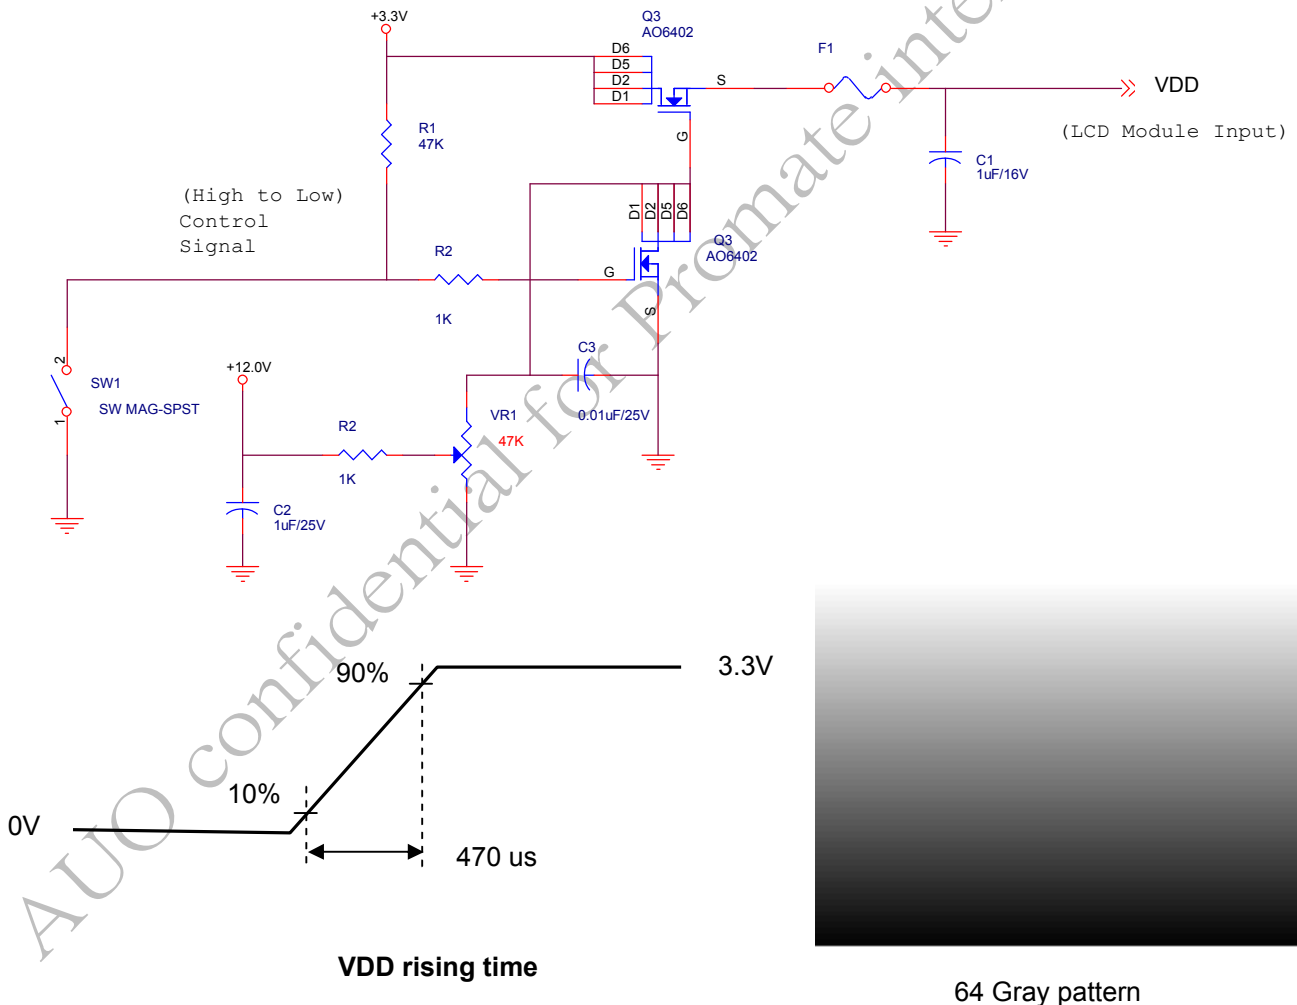 +3.3V
Q3
AO6402
D6
D5
D2
D1
S
G
F1
VDD
(LCD Module Input)
R1
47K
C1
1uF/16V
(High to Low)
Control
Signal
D1
D2
D5
D6
Q3
AO6402
R2
1K
G
S
2
1
SW1
SW MAG-SPST
+12.0V
C3
0.01uF/25V
VR1
47K
R2
1K
C2
1uF/25V
90%
3.3V
10%
0V
470 us
VDD rising time
64 Gray pattern
AUO confidential for Promate inte